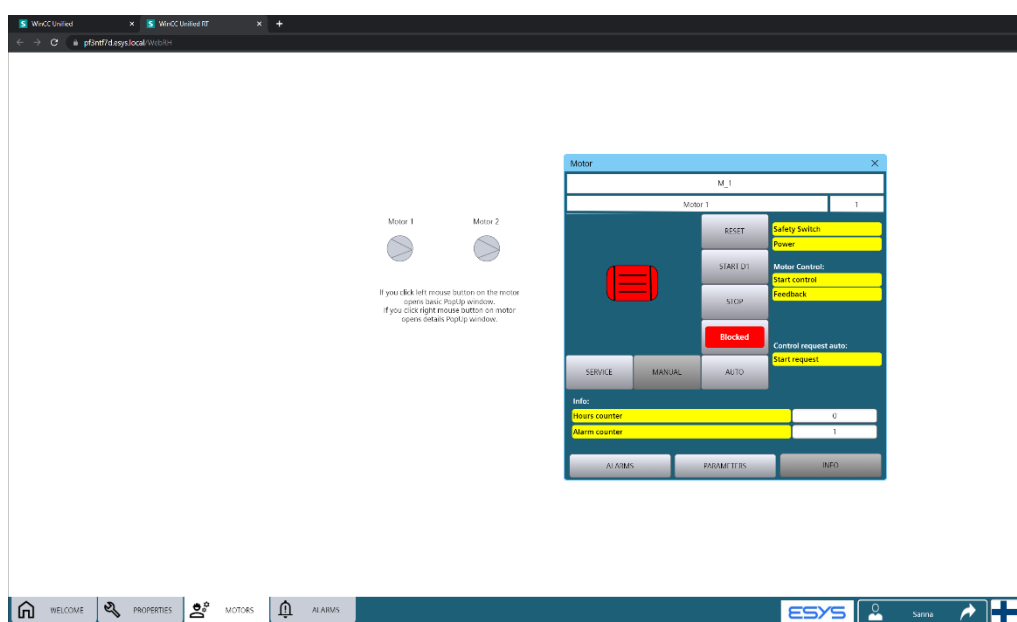 WinCC Unified
WinCC Unified RT
pf3ntf7d.esys.local/WebRH
Motor
M_1
Motor 1
1
Motor 1
Motor 2
RESET
START D1
STOP
Blocked
SERVICE
MANUAL
AUTO
Safety Switch
Power
Motor Control:
Start control
Feedback
Control request auto:
Start request
If you click left mouse button on the motor
opens basic PopUp window.
If you click right mouse button on motor
opens details PopUp window.
Info:
Hours counter
0
Alarm counter
1
ALARMS
PARAMETERS
INFO
WELCOME
PROPERTIES
MOTORS
ALARMS
ESYS
Sanna